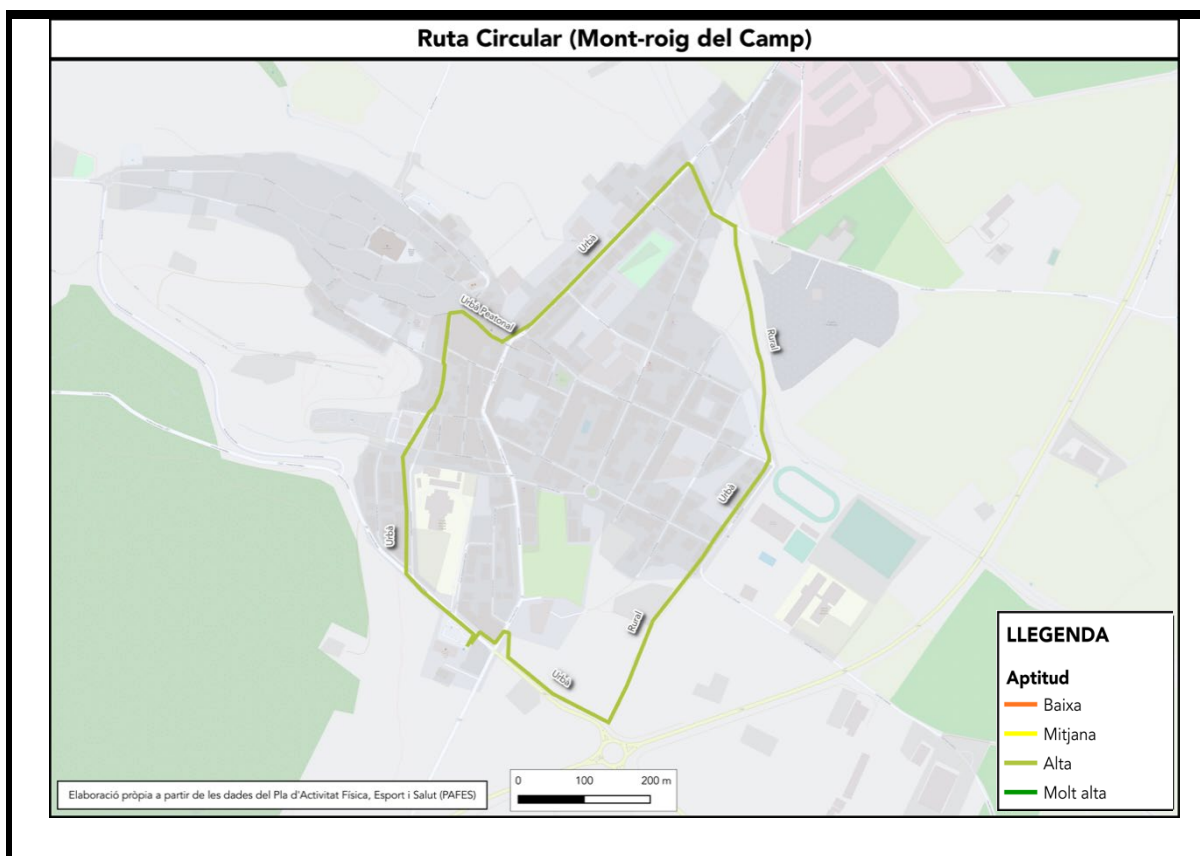 Ruta Circular (Mont-roig del Camp)
Urbà
Urbà Peatonal
Rural
Urbà
Urbà
Rural
Urbà
LLEGENDA
Aptitud
Baixa
Mitjana
Alta
Molt alta
0 100 200 m
Elaboració pròpia a partir de les dades del Pla d'Activitat Física, Esport i Salut (PAFES)